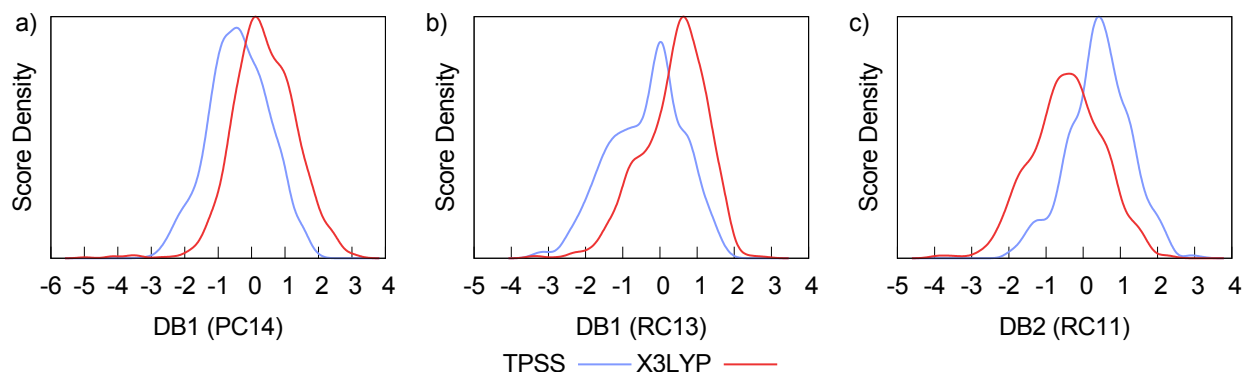 a)
Score Density
-6 -5 -4 -3 -2 -1 0 1 2 3 4
DB1 (PC14)
b)
Score Density
-5 -4 -3 -2 -1 0 1 2 3 4
DB1 (RC13)
c)
Score Density
-5 -4 -3 -2 -1 0 1 2 3 4
DB2 (RC11)
TPSS X3LYP